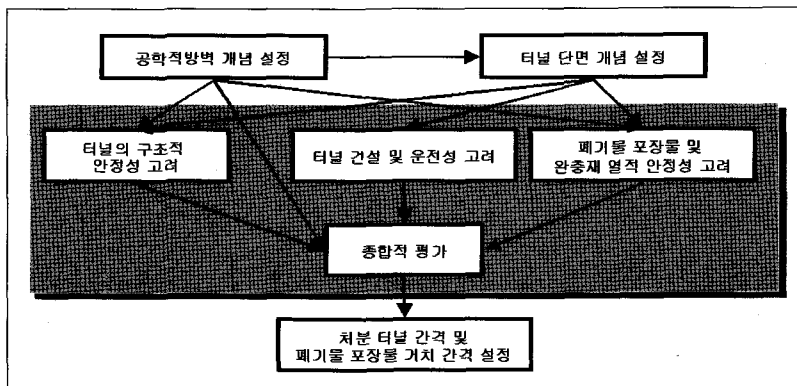 공학적방벽 개념 설정
터널 단면 개념 설정
터널의 구조적
안정성 고려
터널 건설 및 운전성 고려
폐기물 포장물 및
완충재 열적 안정성 고려
종합적 평가
처분 터널 간격 및
폐기물 포장물 거치 간격 설정